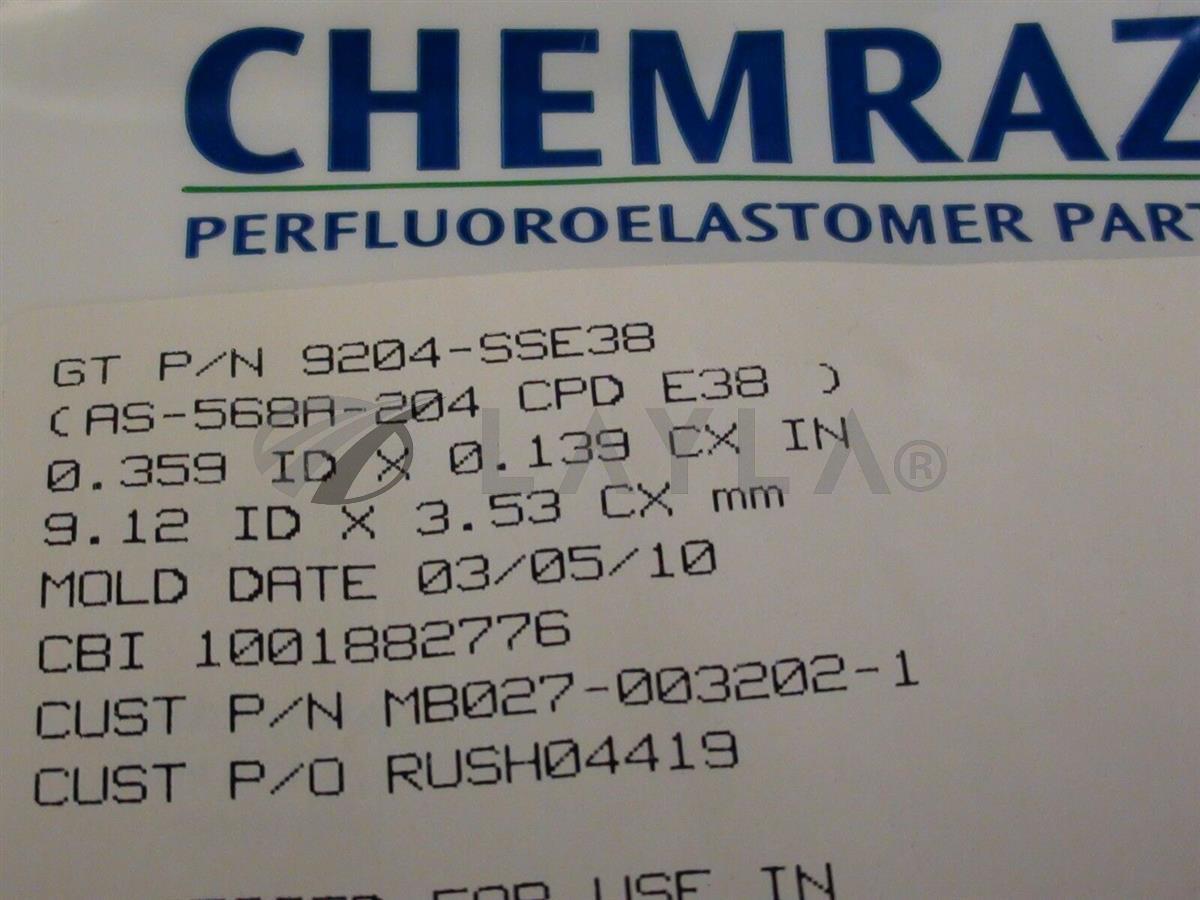 CHEMRAZ
PERFLUOROELASTOMER PART
GT P/N 9204-SSE38
(AS-568A-204 CPD E38 )
0.359 ID X 0.139 CX IN
9.12 ID X 3.53 CX mm
LAYLA®
MOLD DATE 03/05/10
CBI 1001882776
CUST P/N MB027-003202-1
CUST P/O RUSH04419
FOR USE IN